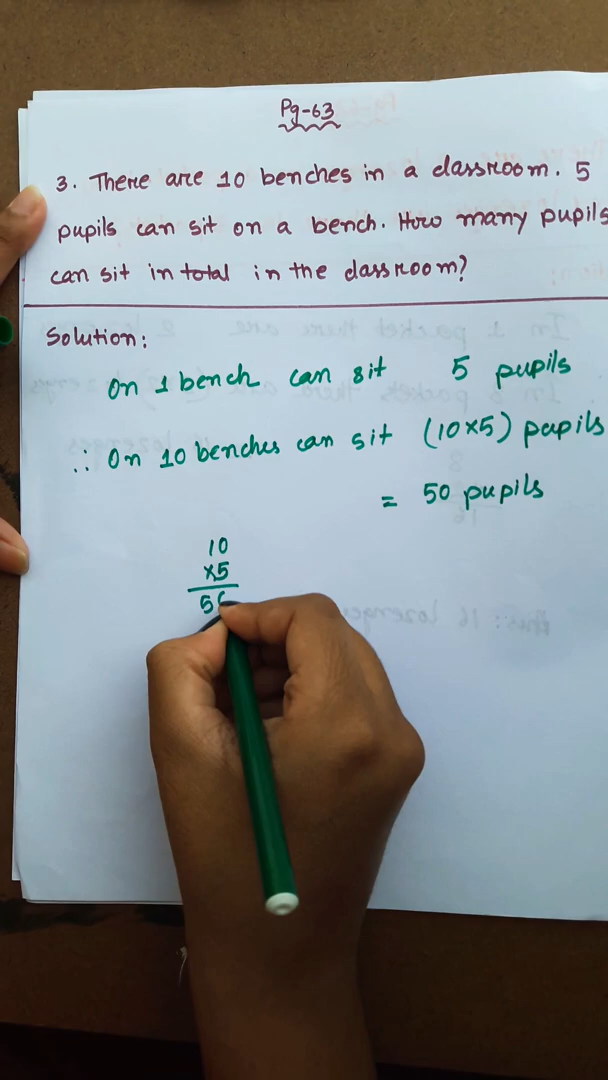 Pg-63
3. There are 10 benches in a classroom. 5
pupils can sit on a bench. How many pupils
can sit in total in the classroom?
Solution:
On 1 bench can sit 5 pupils
∴ On 10 benches can sit (10×5) pupils
= 50 pupils
10
×5
5